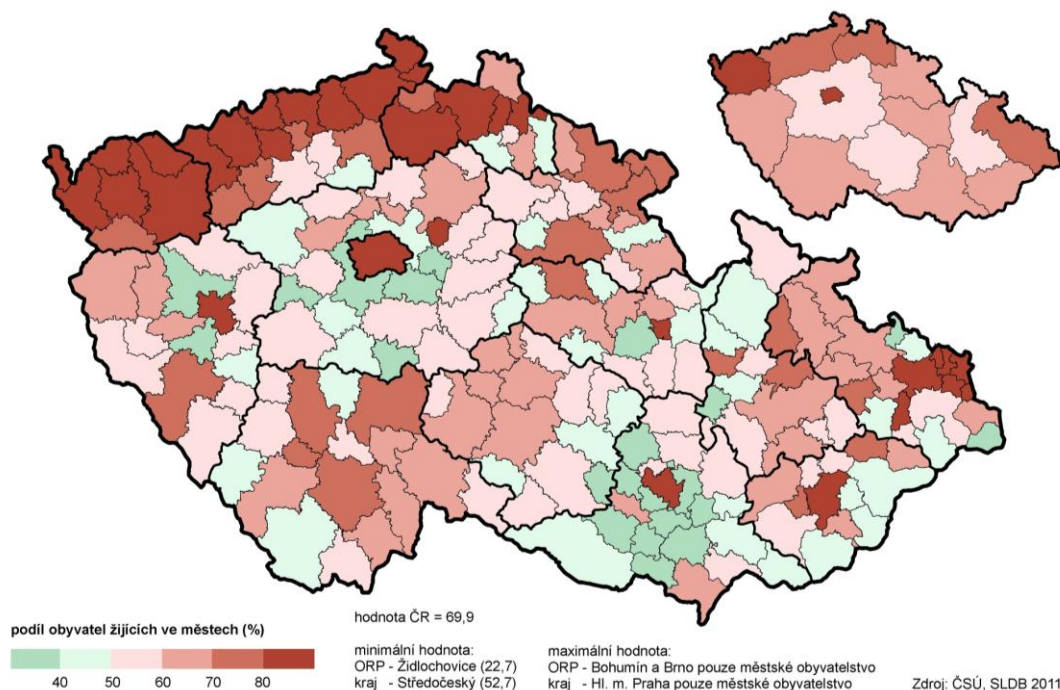 hodnota ČR = 69,9
podíl obyvatel žijících ve městech (%)
40 50 60 70 80
minimální hodnota:
ORP - Židlochovice (22,7)
kraj - Středočeský (52,7)
maximální hodnota:
ORP - Bohumín a Brno pouze městské obyvatelstvo
kraj - Hl. m. Praha pouze městské obyvatelstvo
Zdroj: ČSÚ, SLDB 2011